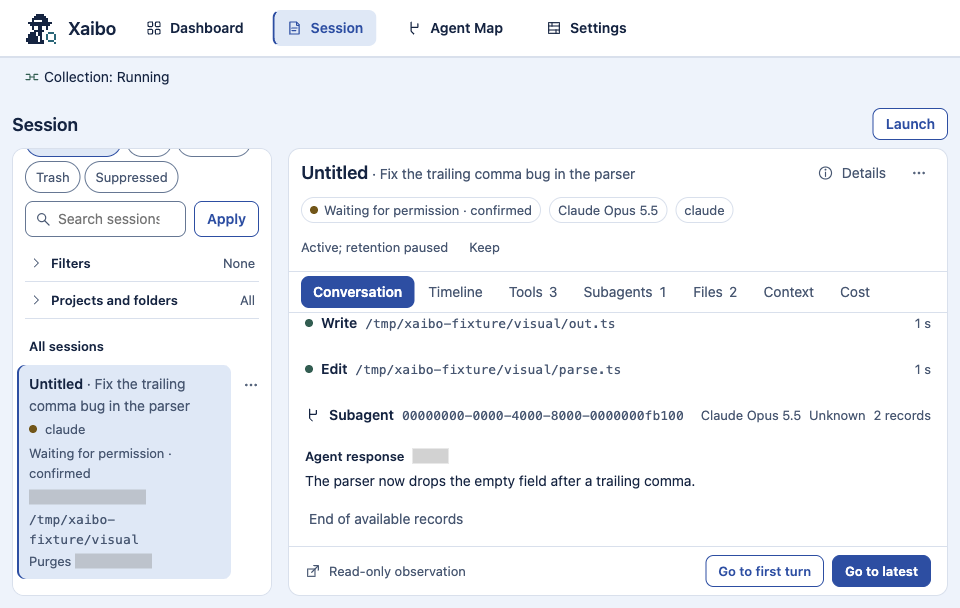 Xaibo
Dashboard
Session
Agent Map
Settings
Collection: Running
Session
Launch
Trash
Suppressed
Search sessions
Apply
Filters
None
Projects and folders
All
All sessions
Untitled · Fix the trailing
comma bug in the parser
claude
Waiting for permission ·
confirmed
/tmp/xaibo-
fixture/visual
Purges
Untitled · Fix the trailing comma bug in the parser
Details
Waiting for permission · confirmed
Claude Opus 5.5
claude
Active; retention paused
Keep
Conversation
Timeline
Tools 3
Subagents 1
Files 2
Context
Cost
Write /tmp/xaibo-fixture/visual/out.ts 1 s
Edit /tmp/xaibo-fixture/visual/parse.ts 1 s
Subagent 00000000-0000-4000-8000-0000000fb100 Claude Opus 5.5 Unknown 2 records
Agent response
The parser now drops the empty field after a trailing comma.
End of available records
Read-only observation
Go to first turn
Go to latest